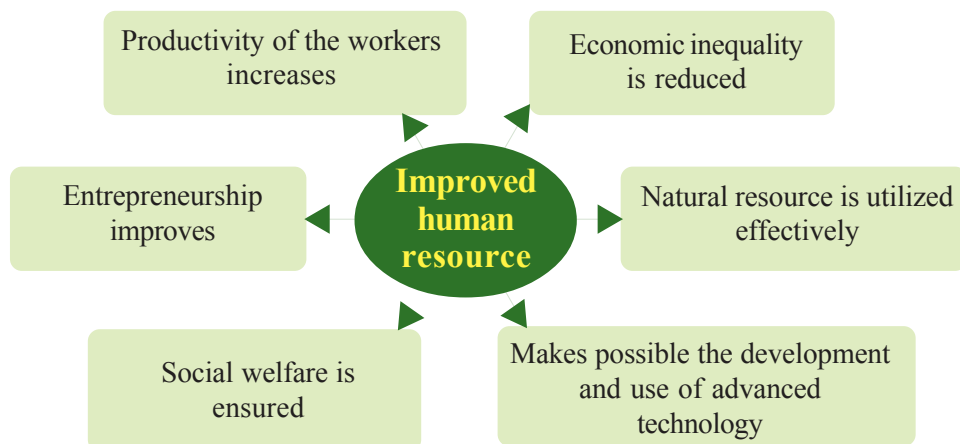 Productivity of the workers
increases
Economic inequality
is reduced
Entrepreneurship
improves
Improved
human
resource
Natural resource is utilized
effectively
Social welfare is
ensured
Makes possible the development
and use of advanced
technology